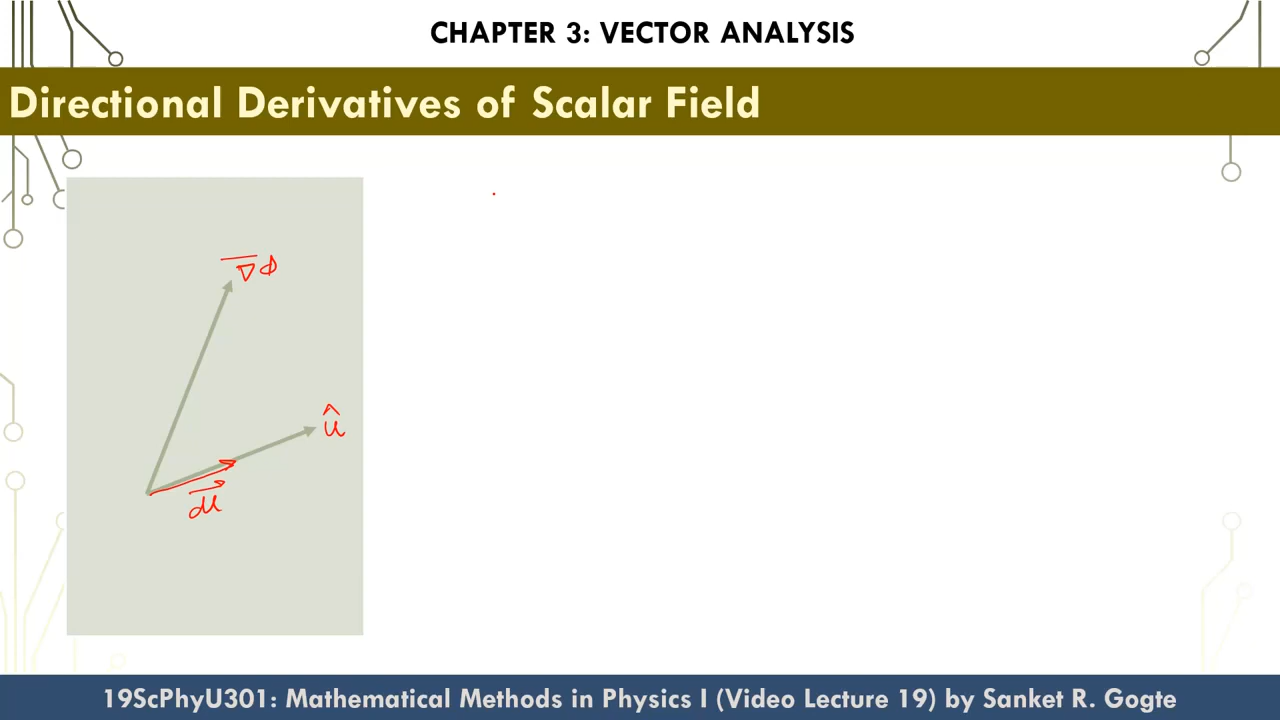 CHAPTER 3: VECTOR ANALYSIS
Directional Derivatives of Scalar Field
∇ϕ
û
du
19ScPhyU301: Mathematical Methods in Physics I (Video Lecture 19) by Sanket R. Gogte